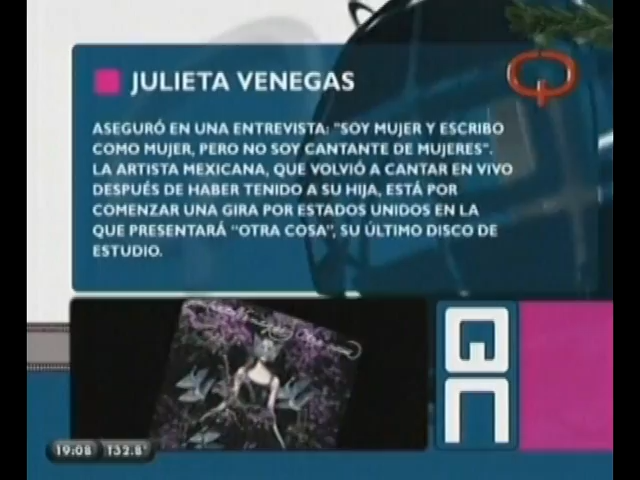 JULIETA VENEGAS
ASEGURÓ EN UNA ENTREVISTA: "SOY MUJER Y ESCRIBO
COMO MUJER, PERO NO SOY CANTANTE DE MUJERES".
LA ARTISTA MEXICANA, QUE VOLVIÓ A CANTAR EN VIVO
DESPUÉS DE HABER TENIDO A SU HIJA, ESTÁ POR
COMENZAR UNA GIRA POR ESTADOS UNIDOS EN LA
QUE PRESENTARÁ "OTRA COSA", SU ÚLTIMO DISCO DE
ESTUDIO.
Q
QN
19:08 T32.8°